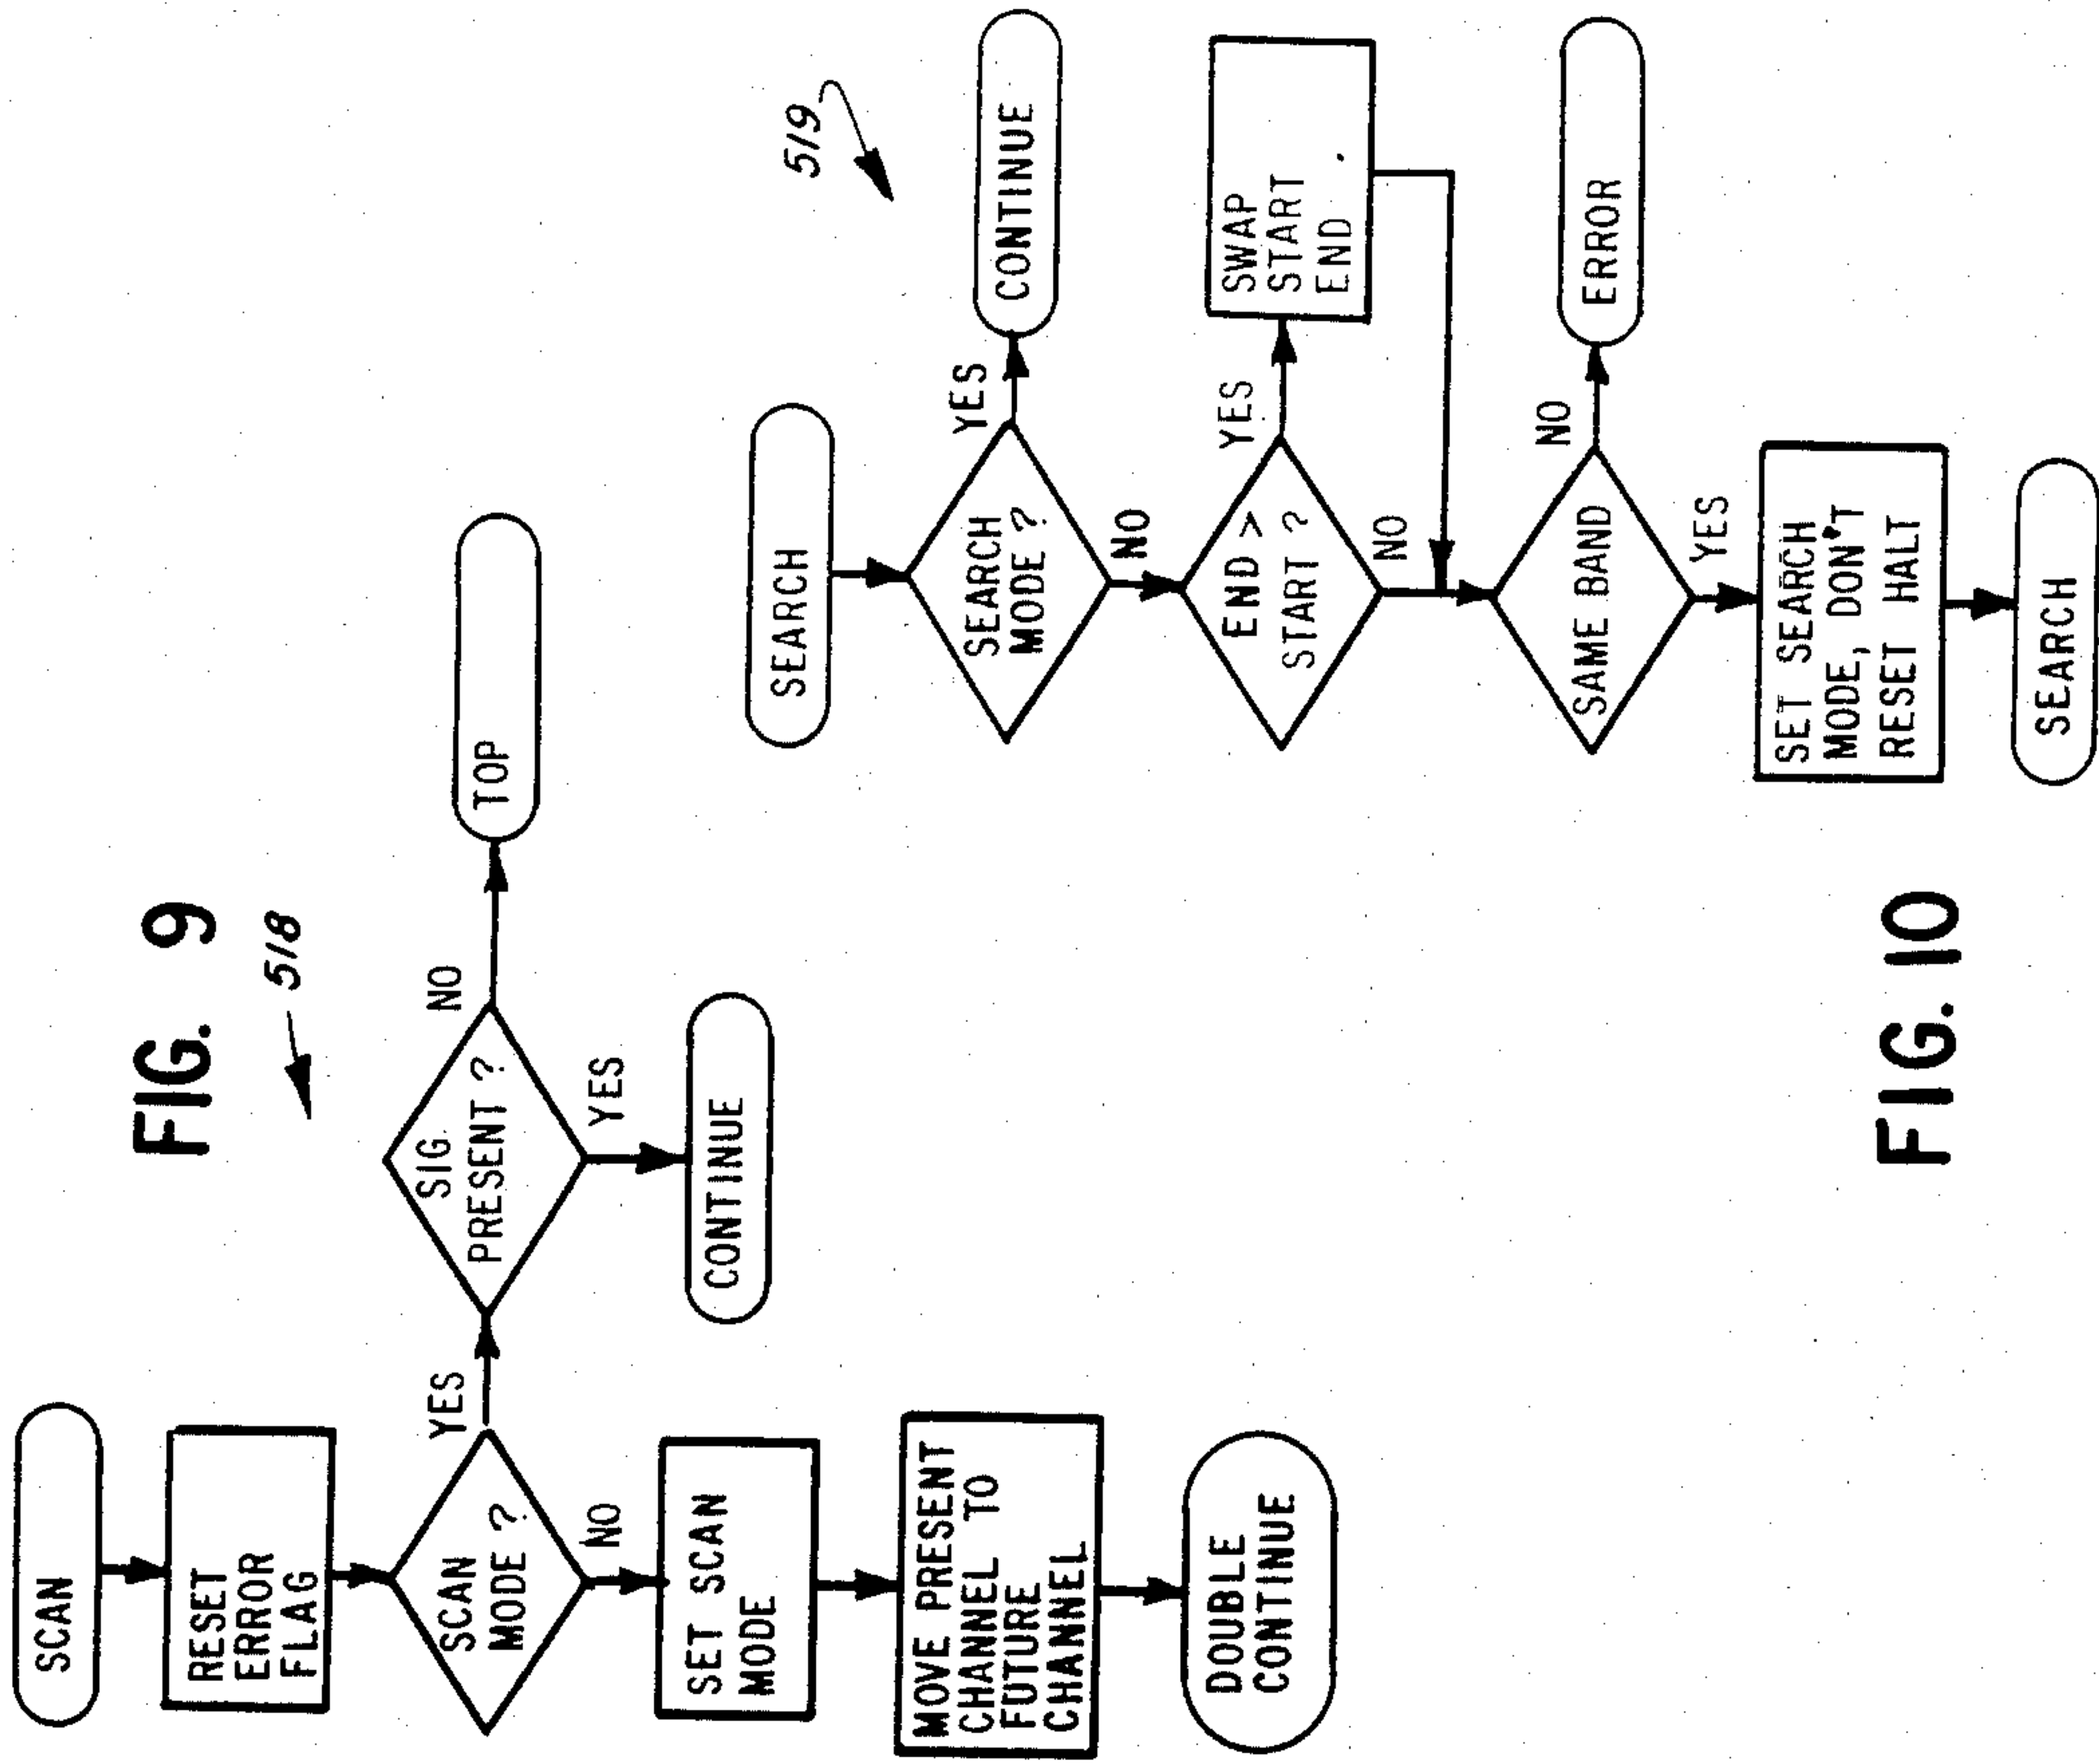 FIG. 9
518
SCAN
RESET
ERROR
FLAG
SCAN
MODE ?
YES
NO
SIG
PRESENT ?
NO
YES
TOP
CONTINUE
SET SCAN
MODE
MOVE PRESENT
CHANNEL TO
FUTURE
CHANNEL
DOUBLE
CONTINUE
FIG. 10
519
SEARCH
SEARCH
MODE ?
YES
NO
CONTINUE
END >
START ?
YES
NO
SWAP
START
END
SAME BAND
NO
YES
ERROR
SET SEARCH
MODE, DON'T
RESET HALT
SEARCH